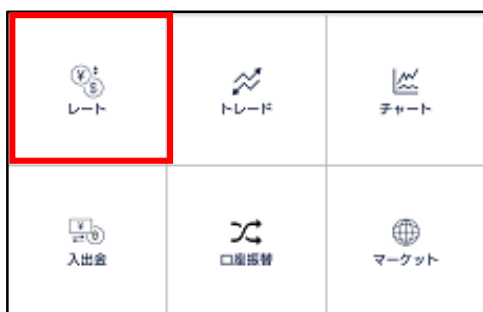 レート
トレード
チャート
入出金
口座振替
マーケット